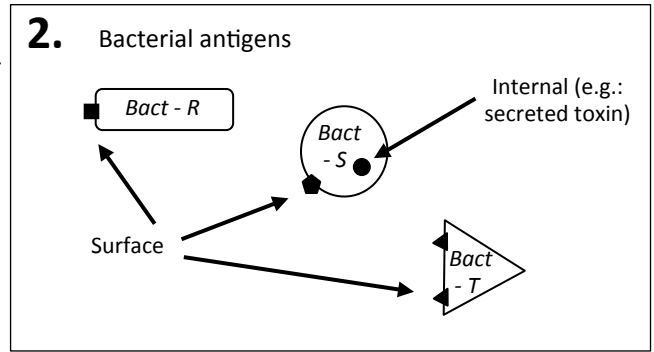 2. Bacterial antigens
Bact - R
Internal (e.g.:
secreted toxin)
Bact
- S
Surface
Bact
- T